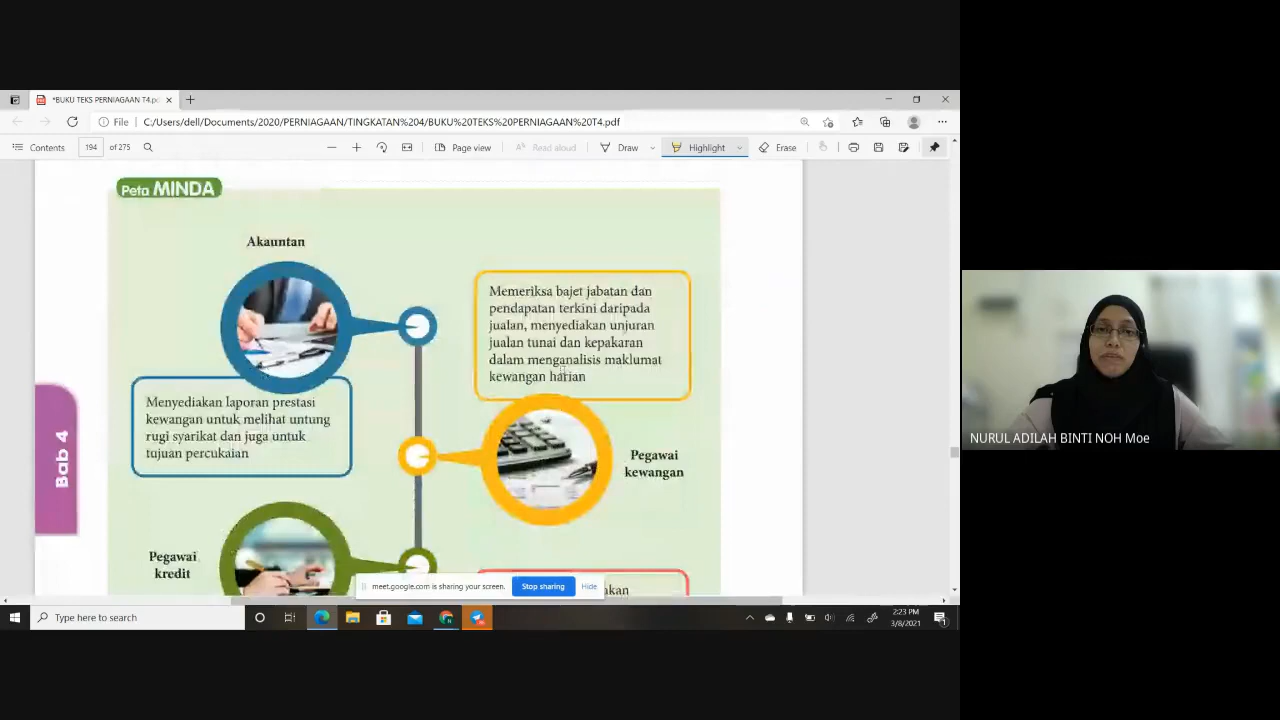 *BUKU TEKS PERNIAGAAN T4.pd
File
C:/Users/dell/Documents/2020/PERNIAGAAN/TINGKATAN%204/BUKU%20TEKS%20PERNIAGAAN%20T4.pdf
Contents
194
of 275
Page view
Read aloud
Draw
Highlight
Erase
Peta MINDA
Akauntan
Memeriksa bajet jabatan dan
pendapatan terkini daripada
jualan, menyediakan unjuran
jualan tunai dan kepakaran
dalam menganalisis maklumat
kewangan harian
Menyediakan laporan prestasi
kewangan untuk melihat untung
rugi syarikat dan juga untuk
tujuan percukaian
Pegawai
kewangan
Bab 4
Pegawai
kredit
akan
meet.google.com is sharing your screen.
Stop sharing
Hide
Type here to search
2:23 PM
3/8/2021
NURUL ADILAH BINTI NOH Moe